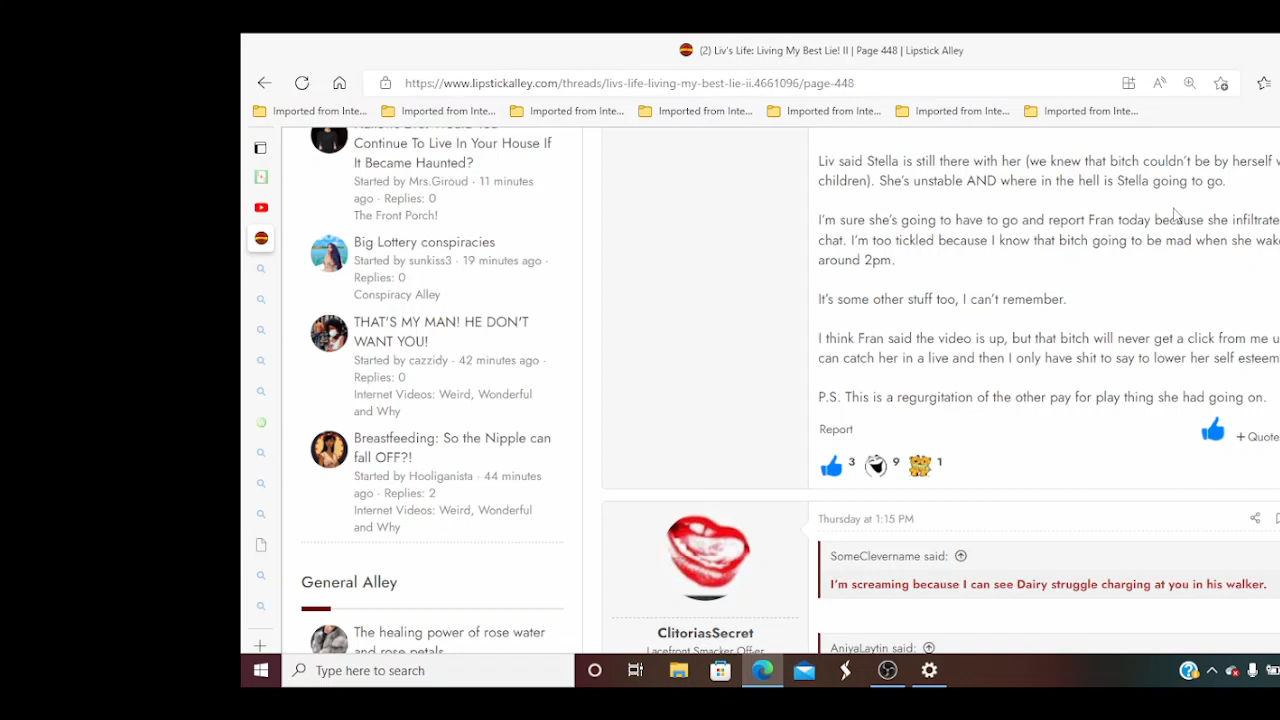 (2) Liv's Life: Living My Best Lie! II | Page 448 | Lipstick Alley
https://www.lipstickalley.com/threads/livs-life-living-my-best-lie-ii.4661096/page-448
Imported from Inte... Imported from Inte... Imported from Inte... Imported from Inte... Imported from Inte... Imported from Inte... Imported from Inte...
Continue To Live In Your House If
It Became Haunted?
Started by Mrs.Giroud · 11 minutes
ago · Replies: 0
The Front Porch!
Big Lottery conspiracies
Started by sunkiss3 · 19 minute ago ·
Replies: 0
Conspiracy Alley
THAT'S MY MAN! HE DON'T
WANT YOU!
Started by cazzidy · 42 minutes ago ·
Replies: 0
Internet Videos: Weird, Wonderful
and Why
Breastfeeding: So the Nipple can
fall OFF?!
Started by Hooliganista · 44 minutes
ago · Replies: 2
Internet Videos: Weird, Wonderful
and Why
General Alley
The healing power of rose water
and rose petals
Liv said Stella is still there with her (we knew that bitch couldn't be by herself
children). She's unstable AND where in the hell is Stella going to go.
I'm sure she's going to have to go and report Fran today because she infiltrate
chat. I'm too tickled because I know that bitch going to be mad when she
around 2pm.
It's some other stuff too, I can't remember.
I think Fran said the video is up, but that bitch will never get a click from me
can catch her in a live and then I only have shit to say to lower her self esteem
P.S. This is a regurgitation of the other pay for play thing she had going on.
Report
+ Quote
3 9 1
Thursday at 1:15 PM
SomeClevername said:
I'm screaming because I can see Dairy struggle charging at you in his walker.
ClitoriasSecret
Lacefront Smacker Off-er
AniyaLaytin said:
Type here to search